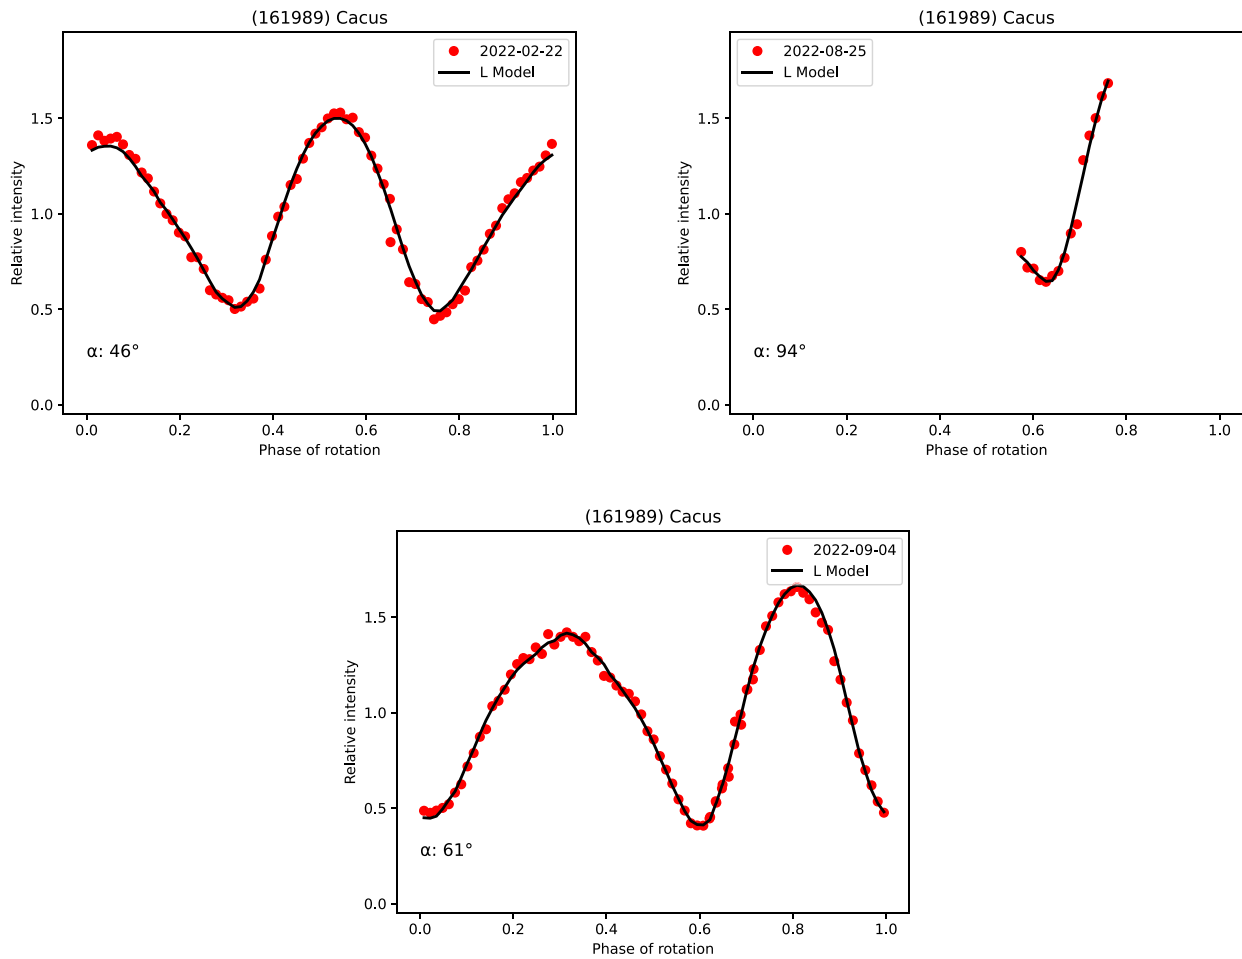 (161989) Cacus
2022-02-22
L Model
1.5
1.0
0.5
0.0
Relative intensity
α: 46°
0.0 0.2 0.4 0.6 0.8 1.0
Phase of rotation
(161989) Cacus
2022-08-25
L Model
1.5
1.0
0.5
0.0
Relative intensity
α: 94°
0.0 0.2 0.4 0.6 0.8 1.0
Phase of rotation
(161989) Cacus
2022-09-04
L Model
1.5
1.0
0.5
0.0
Relative intensity
α: 61°
0.0 0.2 0.4 0.6 0.8 1.0
Phase of rotation